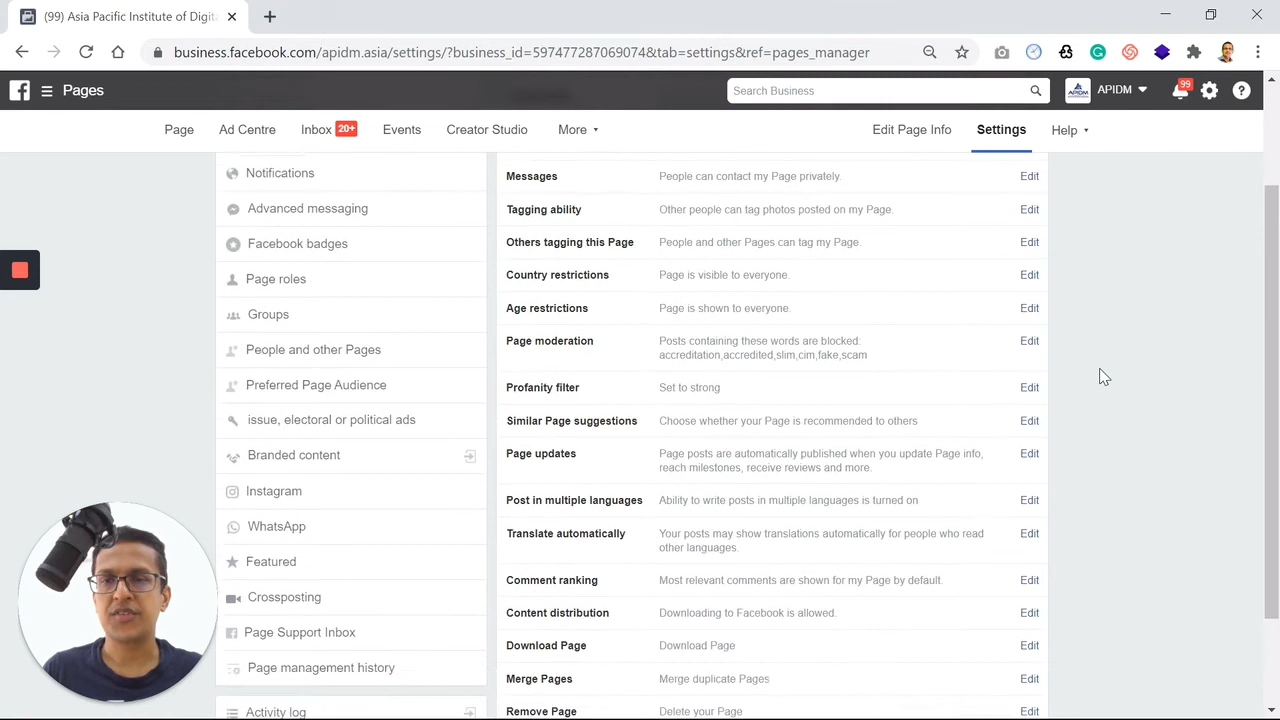 (99) Asia Pacific Institute of Digita
business.facebook.com/apidm.asia/settings/?business_id=597477287069074&tab=settings&ref=pages_manager
Pages
Search Business
APIDM
99
Page
Ad Centre
Inbox 20+
Events
Creator Studio
More
Edit Page Info
Settings
Help
Notifications
Advanced messaging
Facebook badges
Page roles
Groups
People and other Pages
Preferred Page Audience
issue, electoral or political ads
Branded content
Instagram
WhatsApp
Featured
Crossposting
Page Support Inbox
Page management history
Activity log
Messages People can contact my Page privately. Edit
Tagging ability Other people can tag photos posted on my Page. Edit
Others tagging this Page People and other Pages can tag my Page. Edit
Country restrictions Page is visible to everyone. Edit
Age restrictions Page is shown to everyone. Edit
Page moderation Posts containing these words are blocked: Edit
accreditation,accredited,slim,cim,fake,scam
Profanity filter Set to strong Edit
Similar Page suggestions Choose whether your Page is recommended to others Edit
Page updates Page posts are automatically published when you update Page info, Edit
reach milestones, receive reviews and more.
Post in multiple languages Ability to write posts in multiple languages is turned on Edit
Translate automatically Your posts may show translations automatically for people who read Edit
other languages.
Comment ranking Most relevant comments are shown for my Page by default. Edit
Content distribution Downloading to Facebook is allowed. Edit
Download Page Download Page Edit
Merge Pages Merge duplicate Pages Edit
Remove Page Delete your Page Edit